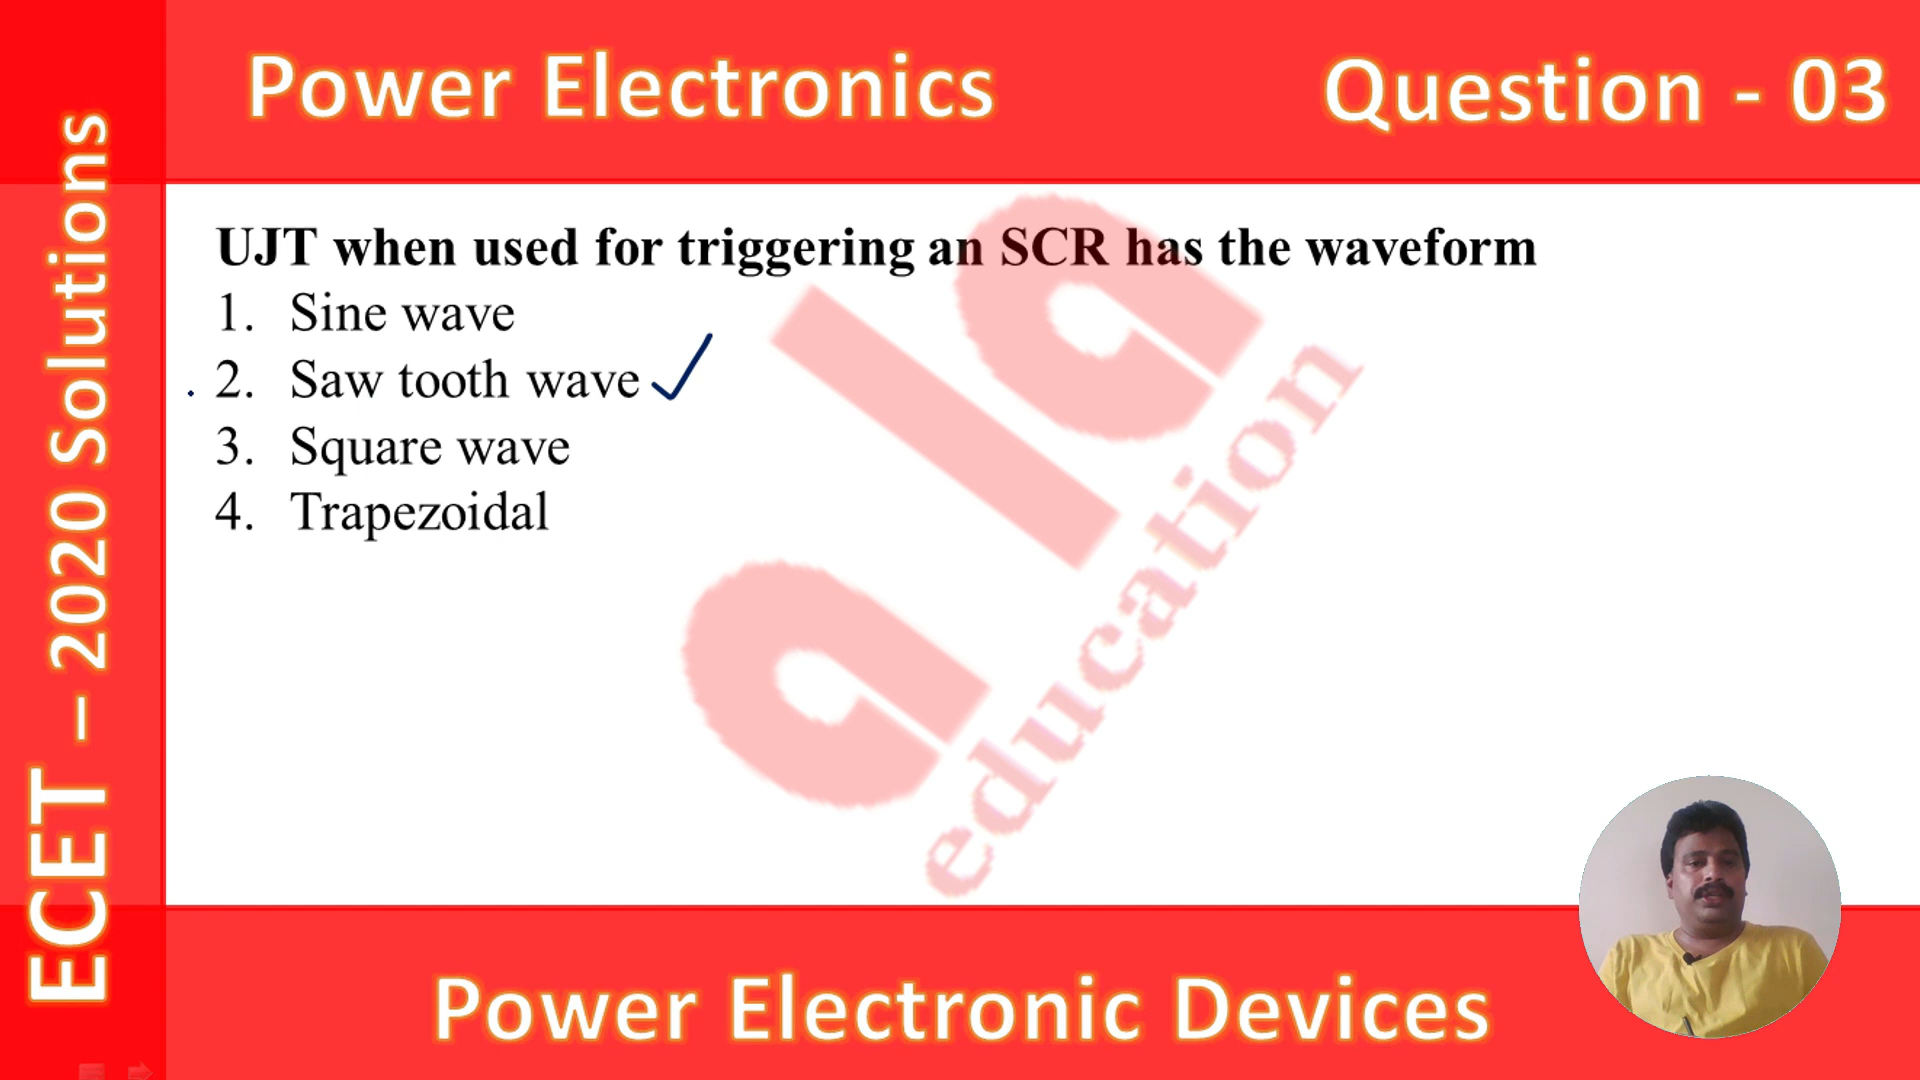 Power Electronics
Question - 03
ECET – 2020 Solutions
UJT when used for triggering an SCR has the waveform
1. Sine wave
2. Saw tooth wave
3. Square wave
4. Trapezoidal
education
Power Electronic Devices